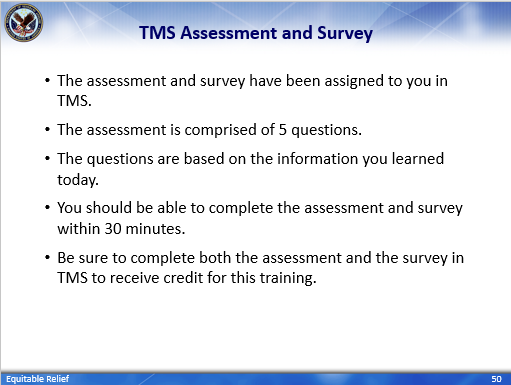 TMS Assessment and Survey
• The assessment and survey have been assigned to you in
TMS.
• The assessment is comprised of 5 questions.
• The questions are based on the information you learned
today.
• You should be able to complete the assessment and survey
within 30 minutes.
• Be sure to complete both the assessment and the survey in
TMS to receive credit for this training.
Equitable Relief
50